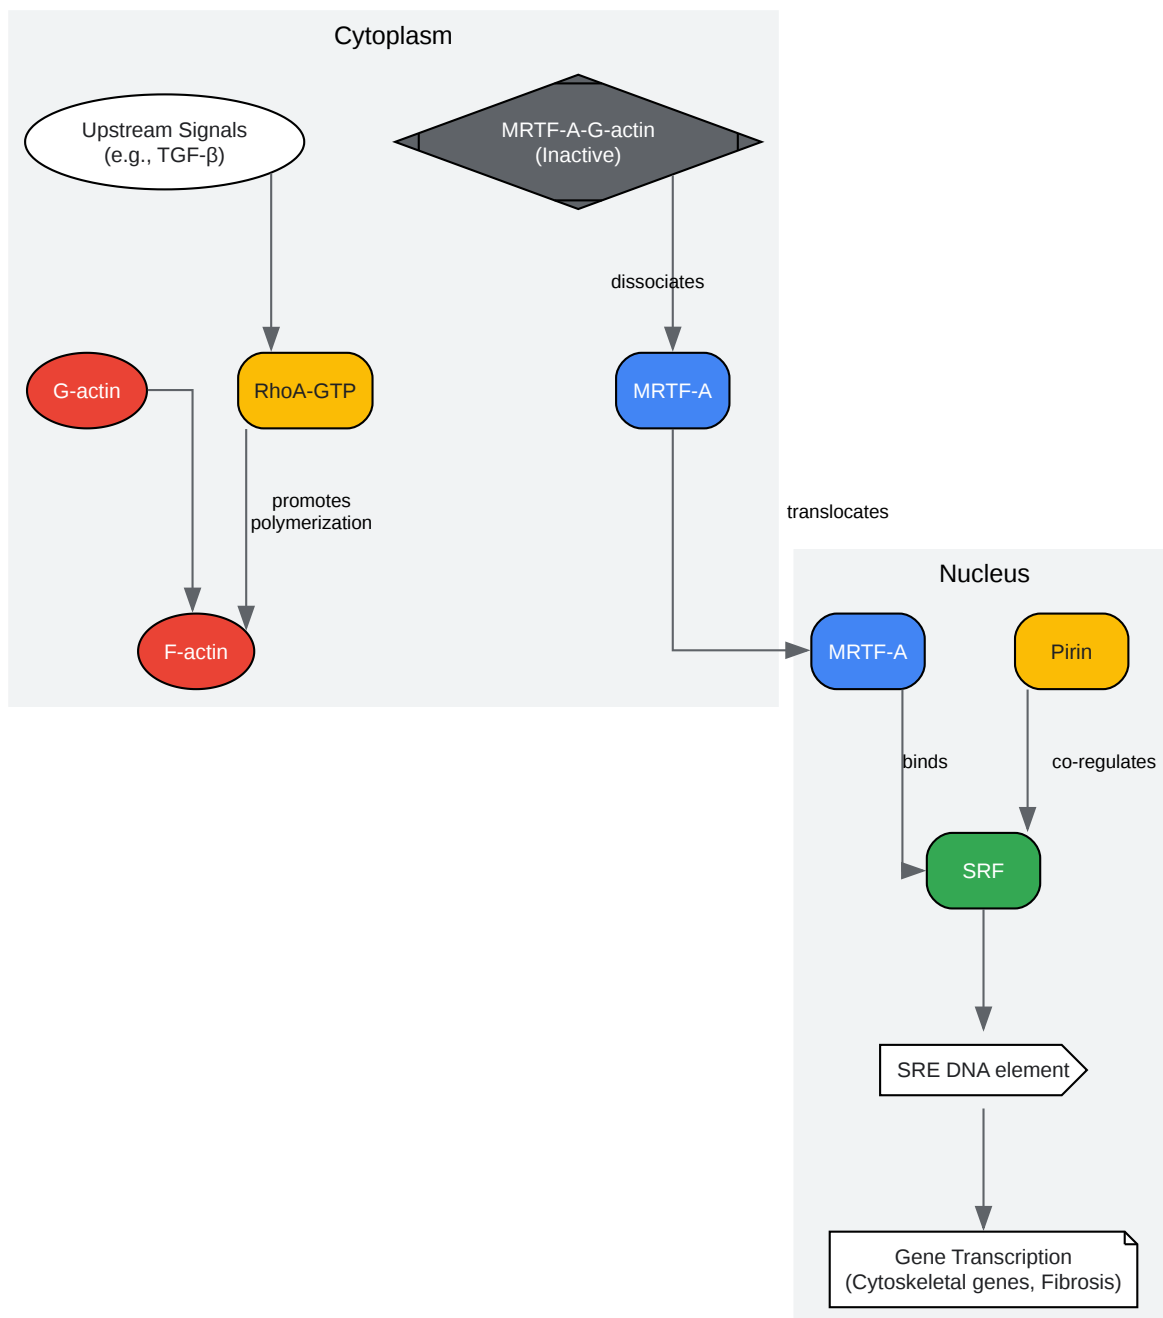 Cytoplasm
Upstream Signals
(e.g., TGF-β)
MRTF-A-G-actin
(Inactive)
dissociates
G-actin
RhoA-GTP
MRTF-A
promotes
polymerization
translocates
Nucleus
F-actin
MRTF-A
Pirin
binds
co-regulates
SRF
SRE DNA element
Gene Transcription
(Cytoskeletal genes, Fibrosis)